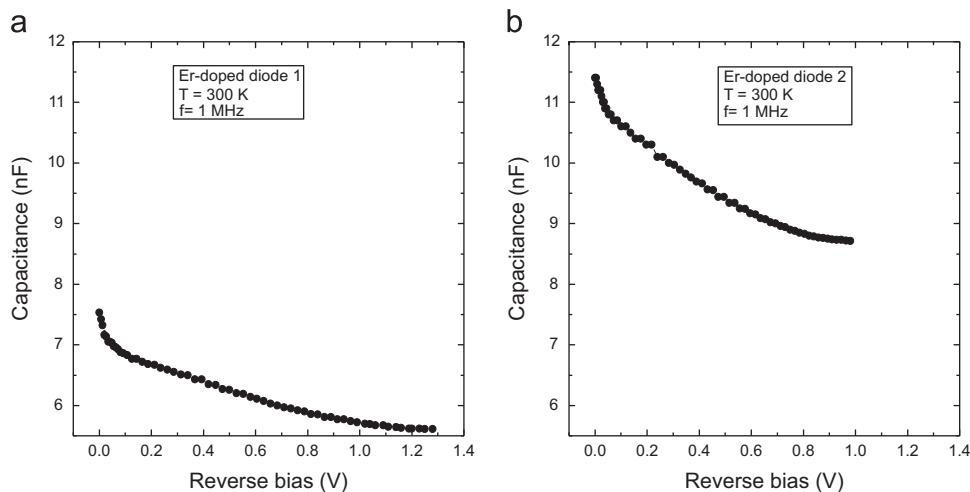 a
12
11
10
9
8
7
6
Capacitance (nF)
Er-doped diode 1
T = 300 K
f= 1 MHz
0.0 0.2 0.4 0.6 0.8 1.0 1.2 1.4
Reverse bias (V)
b
12
11
10
9
8
7
6
Capacitance (nF)
Er-doped diode 2
T = 300 K
f= 1 MHz
0.0 0.2 0.4 0.6 0.8 1.0 1.2 1.4
Reverse bias (V)